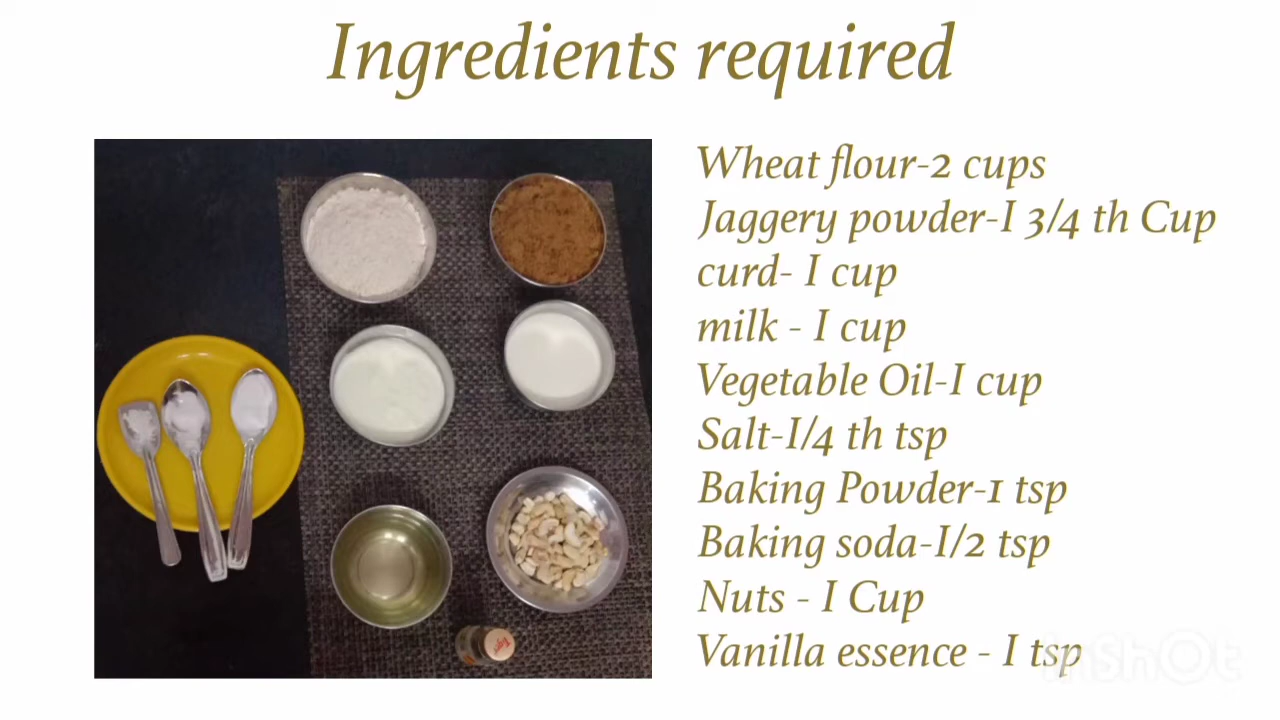 Ingredients required
Wheat flour-2 cups
Jaggery powder-I 3/4 th Cup
curd- I cup
milk - I cup
Vegetable Oil-I cup
Salt-I/4 th tsp
Baking Powder-1 tsp
Baking soda-I/2 tsp
Nuts - I Cup
Vanilla essence - I tsp
InShOt